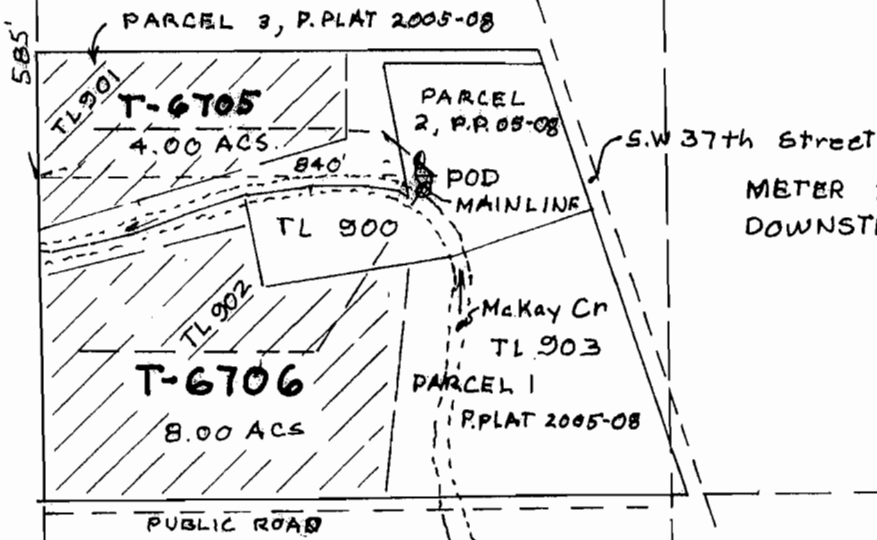 PARCEL 3, P.PLAT 2005-08
585'
TL 901
T-6705
4.00 ACS.
PARCEL
2, P.P. 05-08
S.W 37th Street
840'
POD
MAINLINE
METER
DOWNST
TL 900
TL 902
McKay Cr
TL 903
T-6706
PARCEL 1
P.PLAT 2005-08
8.00 ACS
PUBLIC ROAD